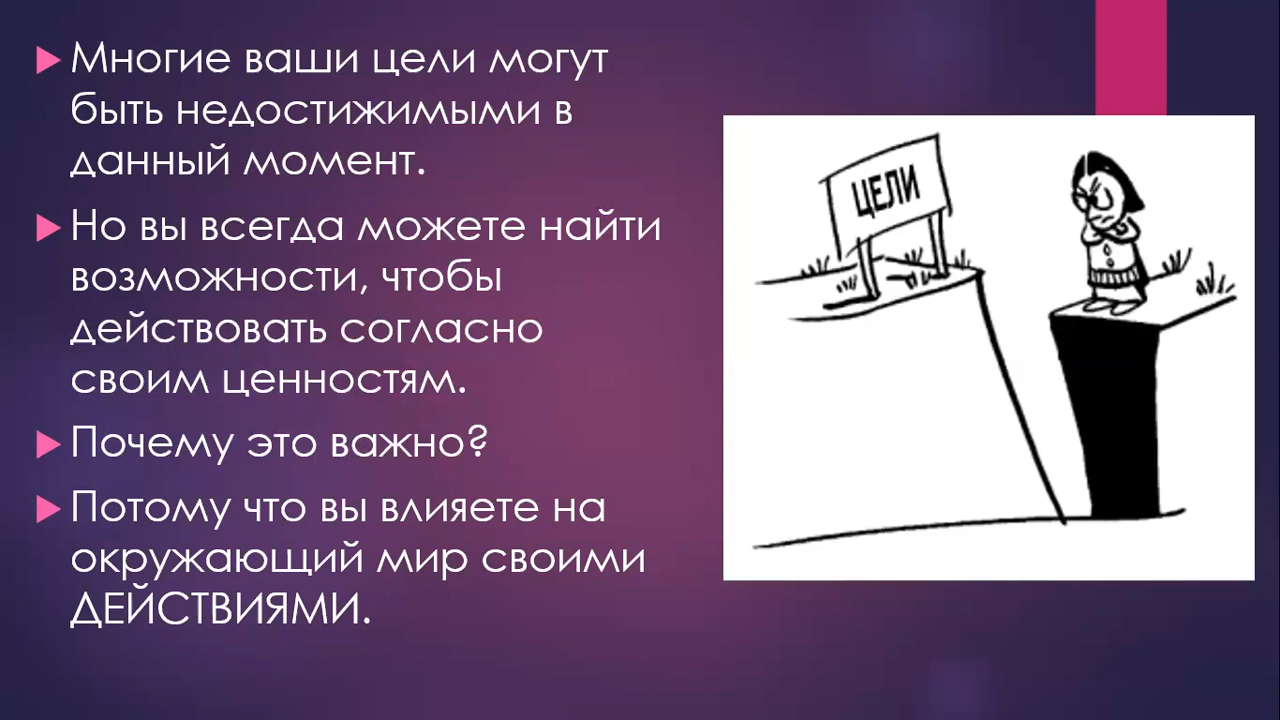 Многие ваши цели могут
быть недостижимыми в
данный момент.
Но вы всегда можете найти
возможности, чтобы
действовать согласно
своим ценностям.
Почему это важно?
Потому что вы влияете на
окружающий мир своими
ДЕЙСТВИЯМИ.
ЦЕЛИ